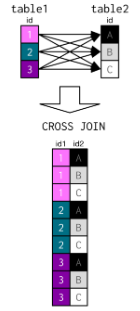 table1 table2
id id
1 A
2 B
3 C
CROSS JOIN
id1 id2
1 A
1 B
1 C
2 A
2 B
2 C
3 A
3 B
3 C